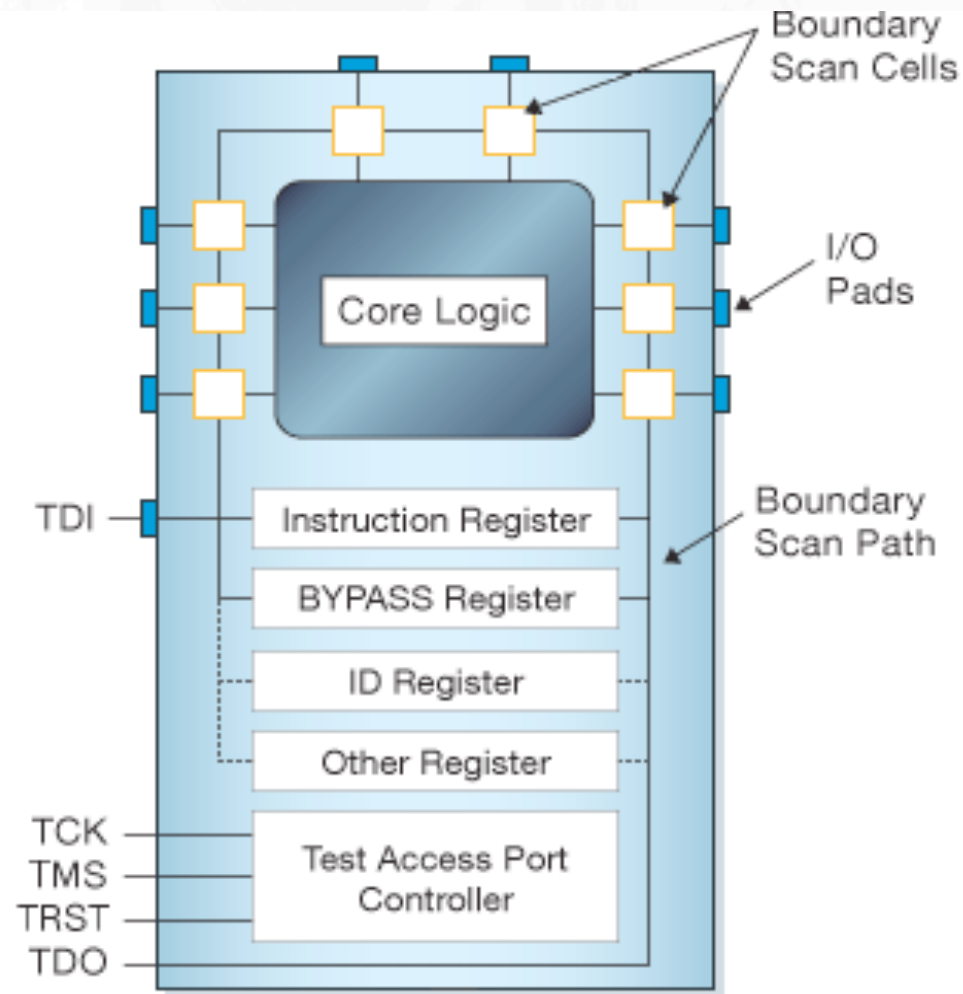 Boundary
Scan Cells
I/O
Pads
Core Logic
Boundary
Scan Path
TDI
Instruction Register
BYPASS Register
ID Register
Other Register
TCK
TMS
TRST
TDO
Test Access Port
Controller